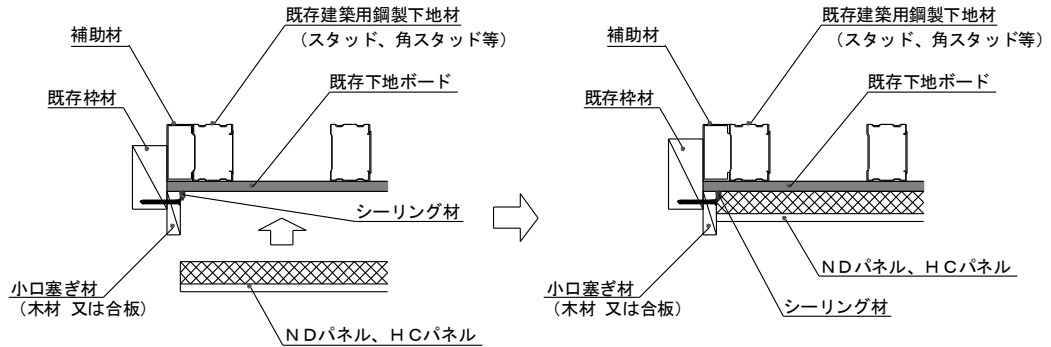 既存建築用鋼製下地材
（スタッド、角スタッド等）
補助材
既存下地ボード
既存枠材
シーリング材
小口塞ぎ材
（木材 又は合板）
ＮＤパネル、ＨＣパネル
既存建築用鋼製下地材
（スタッド、角スタッド等）
補助材
既存下地ボード
既存枠材
ＮＤパネル、ＨＣパネル
小口塞ぎ材
（木材 又は合板）
シーリング材